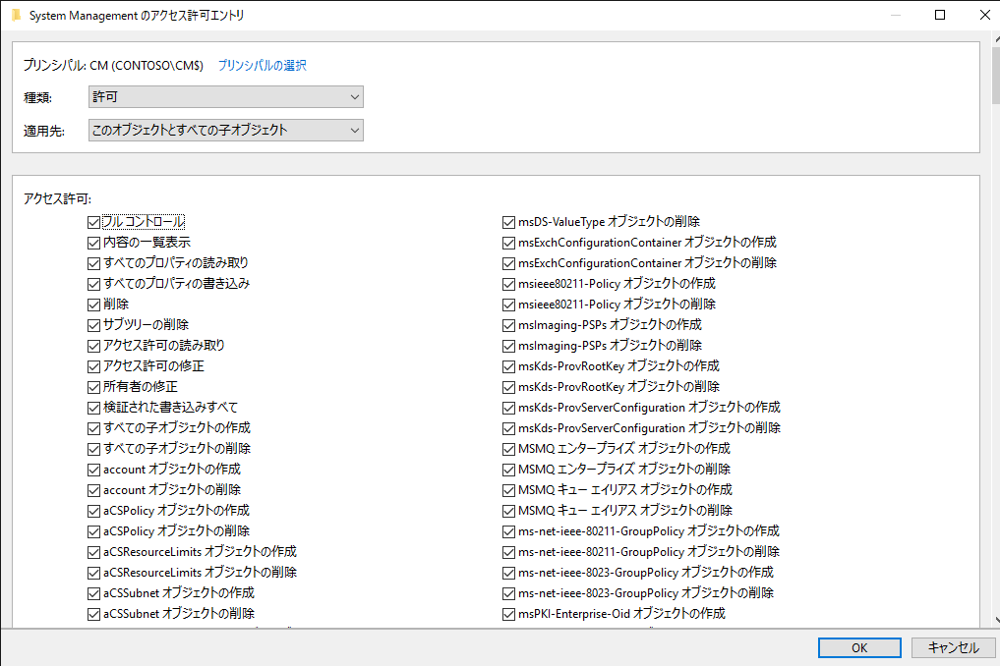 System Management のアクセス許可エントリ
プリンシパル: CM (CONTOSO\CM$) プリンシパルの選択
種類: 許可
適用先: このオブジェクトとすべての子オブジェクト
アクセス許可:
フル コントロール
内容の一覧表示
すべてのプロパティの読み取り
すべてのプロパティの書き込み
削除
サブツリーの削除
アクセス許可の読み取り
アクセス許可の修正
所有者の修正
検証された書き込みすべて
すべての子オブジェクトの作成
すべての子オブジェクトの削除
account オブジェクトの作成
account オブジェクトの削除
aCSPolicy オブジェクトの作成
aCSPolicy オブジェクトの削除
aCSResourceLimits オブジェクトの作成
aCSResourceLimits オブジェクトの削除
aCSSubnet オブジェクトの作成
aCSSubnet オブジェクトの削除
msDS-ValueType オブジェクトの削除
msExchConfigurationContainer オブジェクトの作成
msExchConfigurationContainer オブジェクトの削除
msieee80211-Policy オブジェクトの作成
msieee80211-Policy オブジェクトの削除
msImaging-PSPs オブジェクトの作成
msImaging-PSPs オブジェクトの削除
msKds-ProvRootKey オブジェクトの作成
msKds-ProvRootKey オブジェクトの削除
msKds-ProvServerConfiguration オブジェクトの作成
msKds-ProvServerConfiguration オブジェクトの削除
MSMQ エンタープライズ オブジェクトの作成
MSMQ エンタープライズ オブジェクトの削除
MSMQ キュー エイリアス オブジェクトの作成
MSMQ キュー エイリアス オブジェクトの削除
ms-net-ieee-80211-GroupPolicy オブジェクトの作成
ms-net-ieee-80211-GroupPolicy オブジェクトの削除
ms-net-ieee-8023-GroupPolicy オブジェクトの作成
ms-net-ieee-8023-GroupPolicy オブジェクトの削除
msPKI-Enterprise-Oid オブジェクトの作成
OK キャンセル